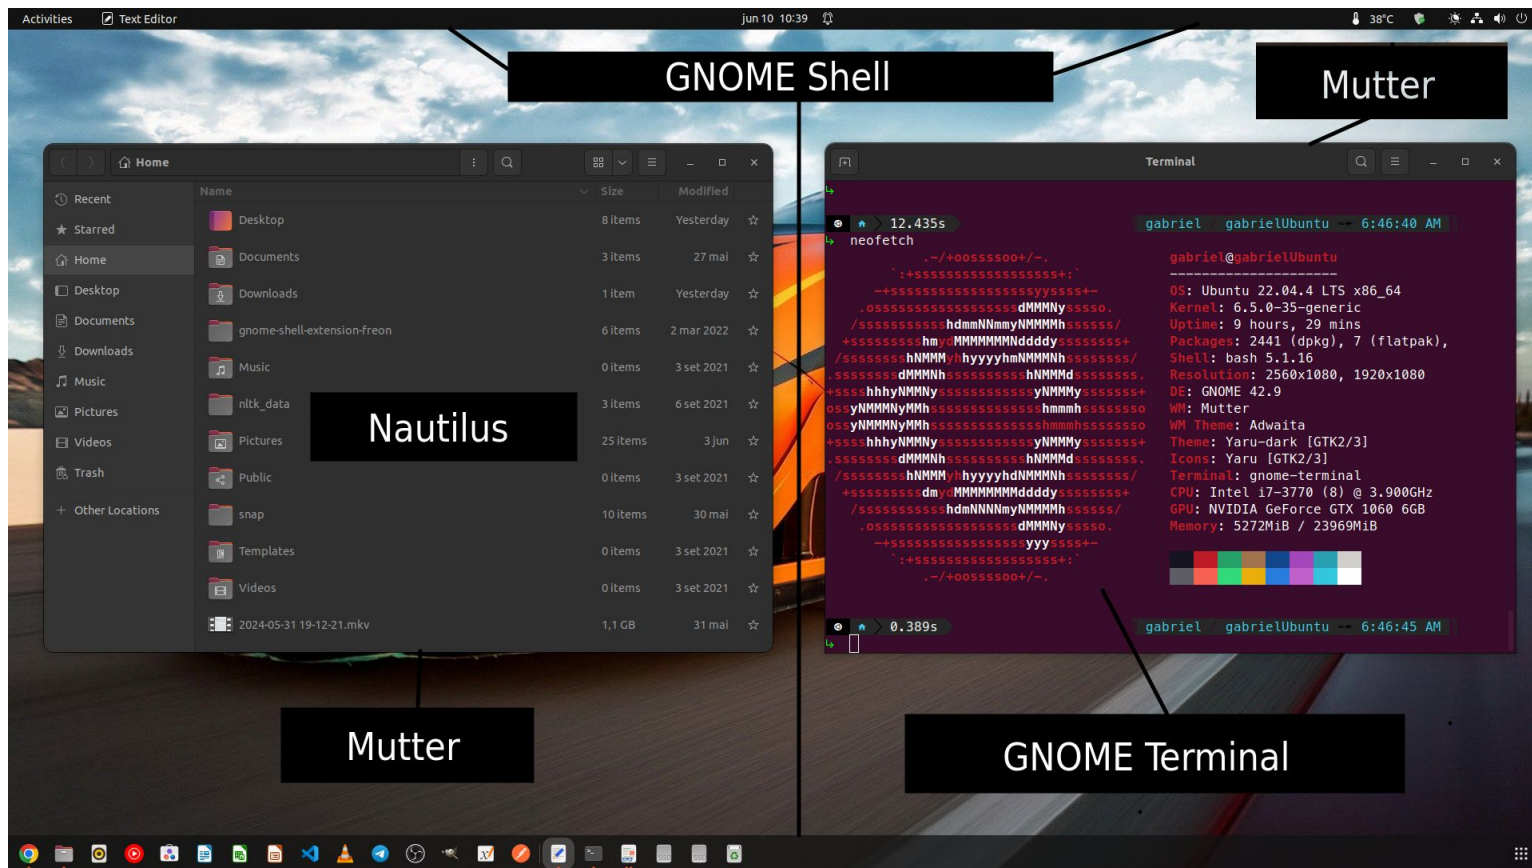 Activities Text Editor jun 10 10:39 38°C
GNOME Shell
Mutter
Home
Recent
Starred
Home
Desktop
Documents
Downloads
Music
Pictures
Videos
Trash
Other Locations
Name Size Modified
Desktop 8 items Yesterday
Documents 3 items 27 mai
Downloads 1 item Yesterday
gnome-shell-extension-freon 6 items 2 mar 2022
Music 0 items 3 set 2021
nltk_data 3 items 6 set 2021
Pictures 25 items 3 jun
Public 0 items 3 set 2021
snap 10 items 30 mai
Templates 0 items 3 set 2021
Videos 0 items 3 set 2021
2024-05-31 19-12-21.mkv 1,1 GB 31 mai
Nautilus
Mutter
Terminal
12.435s gabriel gabrielUbuntu 6:46:40 AM
neofetch
gabriel@gabrielUbuntu
---------------------
OS: Ubuntu 22.04.4 LTS x86_64
Kernel: 6.5.0-35-generic
Uptime: 9 hours, 29 mins
Packages: 2441 (dpkg), 7 (flatpak),
Shell: bash 5.1.16
Resolution: 2560x1080, 1920x1080
DE: GNOME 42.9
WM: Mutter
WM Theme: Adwaita
Theme: Yaru-dark [GTK2/3]
Icons: Yaru [GTK2/3]
Terminal: gnome-terminal
CPU: Intel i7-3770 (8) @ 3.900GHz
GPU: NVIDIA GeForce GTX 1060 6GB
Memory: 5272MiB / 23969MiB
0.389s gabriel gabrielUbuntu 6:46:45 AM
GNOME Terminal